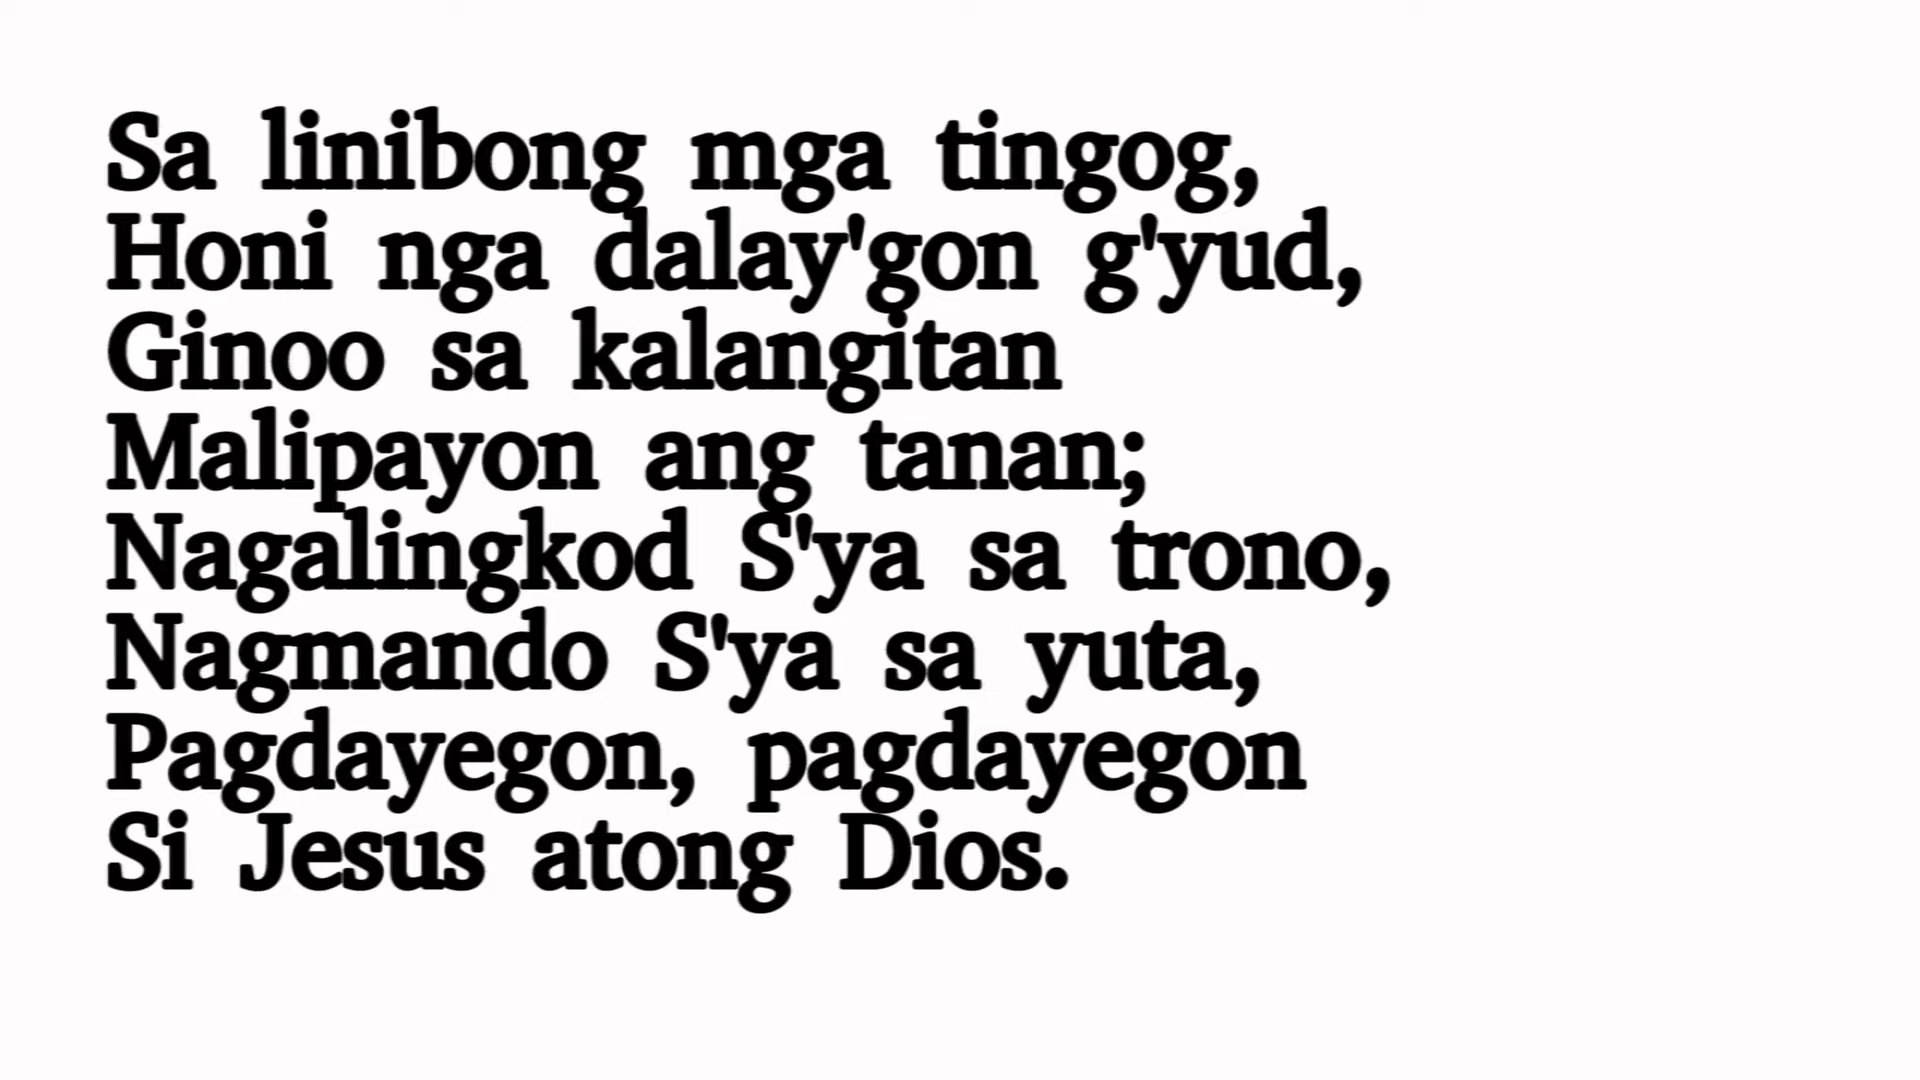 Sa linibong mga tingog,
Honi nga dalay'gon g'yud,
Ginoo sa kalangitan
Malipayon ang tanan;
Nagalingkod S'ya sa trono,
Nagmando S'ya sa yuta,
Pagdayegon, pagdayegon
Si Jesus atong Dios.